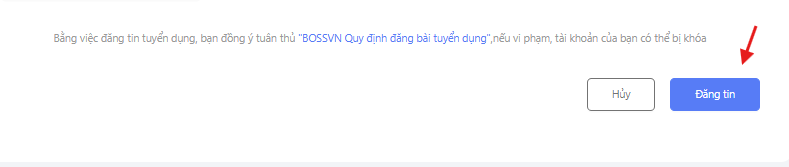 Bằng việc đăng tin tuyển dụng, bạn đồng ý tuân thủ "BOSSVN Quy định đăng bài tuyển dụng",nếu vi phạm, tài khoản của bạn có thể bị khóa
Hủy
Đăng tin